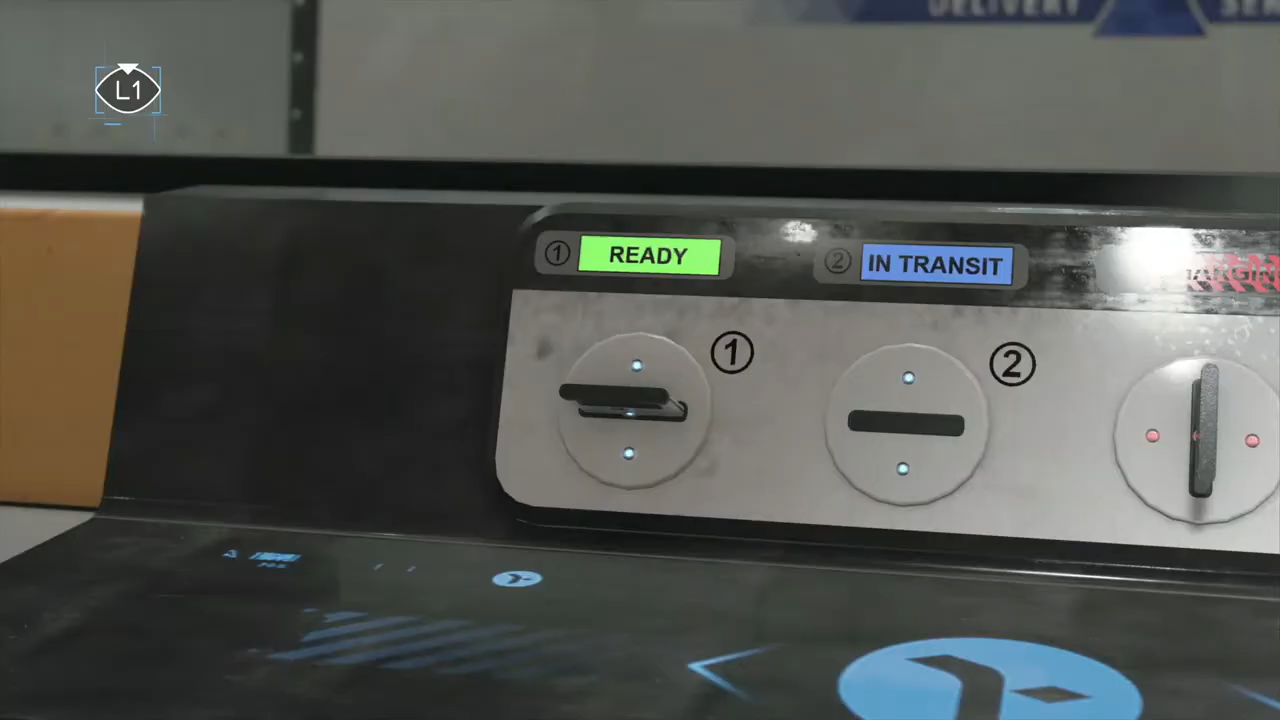 DELIVERY
L1
① READY
② IN TRANSIT
①
②